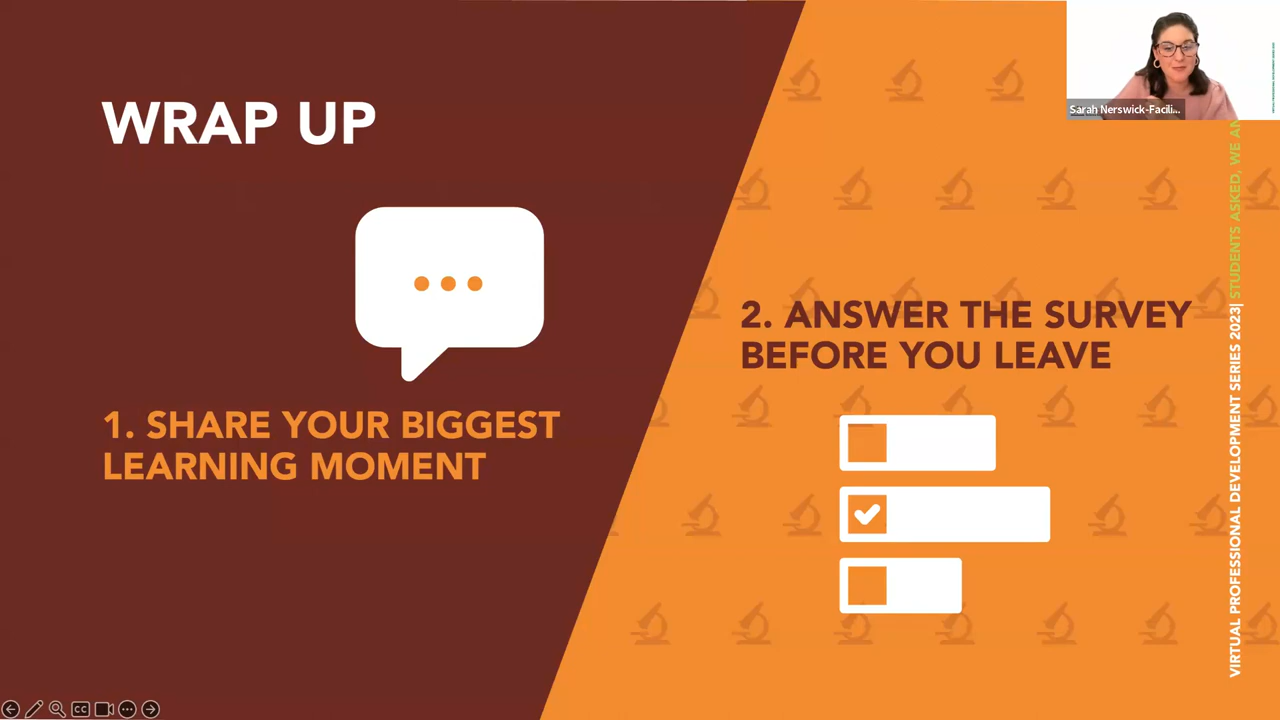 WRAP UP
1. SHARE YOUR BIGGEST
LEARNING MOMENT
2. ANSWER THE SURVEY
BEFORE YOU LEAVE
Sarah Nerswick-Facili...
VIRTUAL PROFESSIONAL DEVELOPMENT SERIES 2023| STUDENTS ASKED, WE AN
CC